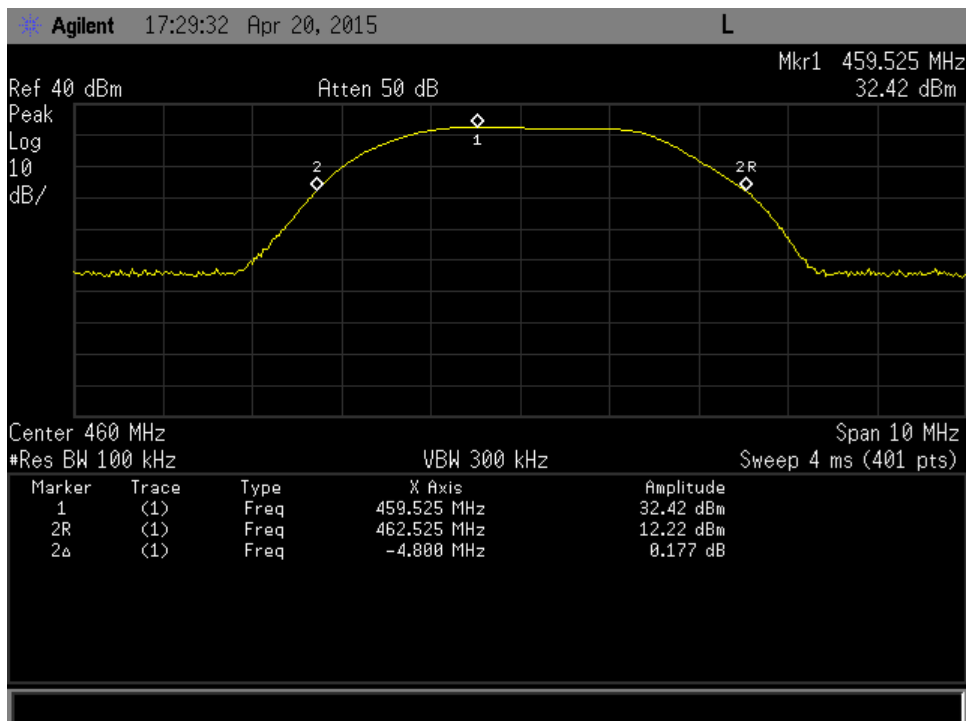 Agilent 17:29:32 Apr 20, 2015 L
Mkr1 459.525 MHz
Ref 40 dBm Atten 50 dB 32.42 dBm
Peak
Log
10
dB/
1
2
2R
Center 460 MHz Span 10 MHz
#Res BW 100 kHz VBW 300 kHz Sweep 4 ms (401 pts)
Marker Trace Type X Axis Amplitude
1 (1) Freq 459.525 MHz 32.42 dBm
2R (1) Freq 462.525 MHz 12.22 dBm
2Δ (1) Freq -4.800 MHz 0.177 dB